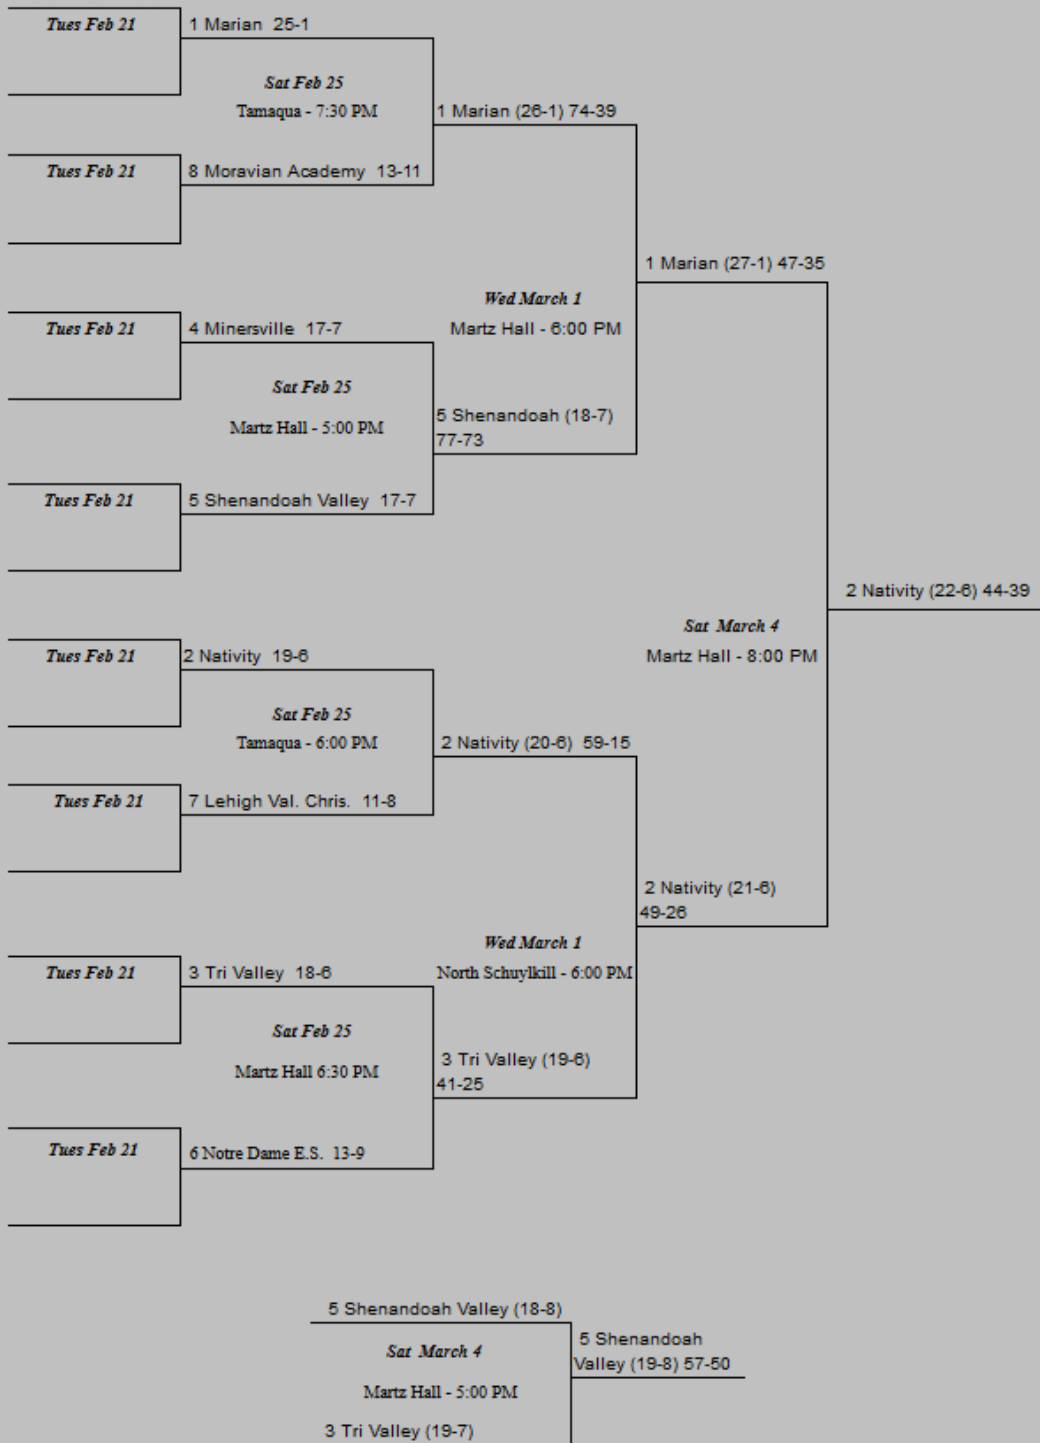 Tues Feb 21
1 Marian 25-1
Sat Feb 25
Tamaqua - 7:30 PM
1 Marian (26-1) 74-39
Tues Feb 21
8 Moravian Academy 13-11
1 Marian (27-1) 47-35
Wed March 1
Martz Hall - 6:00 PM
Tues Feb 21
4 Minersville 17-7
Sat Feb 25
Martz Hall - 5:00 PM
5 Shenandoah (18-7)
77-73
Tues Feb 21
5 Shenandoah Valley 17-7
2 Nativity (22-6) 44-39
Sat March 4
Martz Hall - 8:00 PM
Tues Feb 21
2 Nativity 19-6
Sat Feb 25
Tamaqua - 6:00 PM
2 Nativity (20-6) 59-15
Tues Feb 21
7 Lehigh Val. Chris. 11-8
2 Nativity (21-6)
49-26
Wed March 1
North Schuylkill - 6:00 PM
Tues Feb 21
3 Tri Valley 18-6
Sat Feb 25
Martz Hall 6:30 PM
3 Tri Valley (19-6)
41-25
Tues Feb 21
6 Notre Dame E.S. 13-9
5 Shenandoah Valley (18-8)
Sat March 4
Martz Hall - 5:00 PM
5 Shenandoah
Valley (19-8) 57-50
3 Tri Valley (19-7)